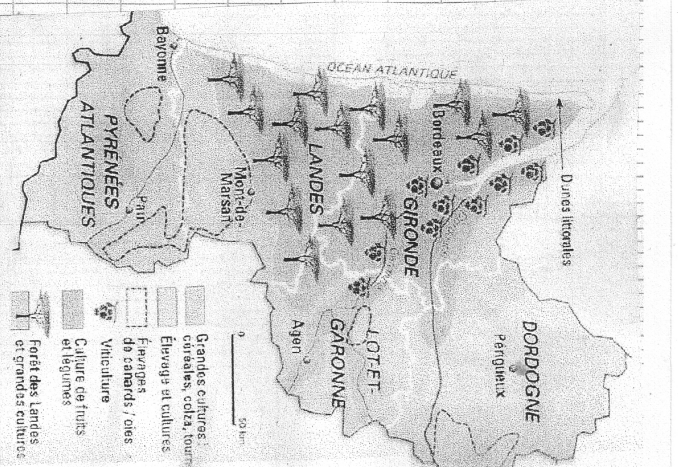 OCÉAN ATLANTIQUE
Dunes littorales
Bayonne
Bordeaux
GIRONDE
DORDOGNE
Périgueux
LANDES
Mont-de-
Marsan
LOT-ET-
GARONNE
Agen
PYRÉNÉES
ATLANTIQUES
Pau
0 50 km
Grandes cultures :
céréales, colza, tourn
Élevage et cultures
Élevages
de canards / oies
Viticulture
Culture de fruits
et légumes
Forêt des Landes
et grandes cultures